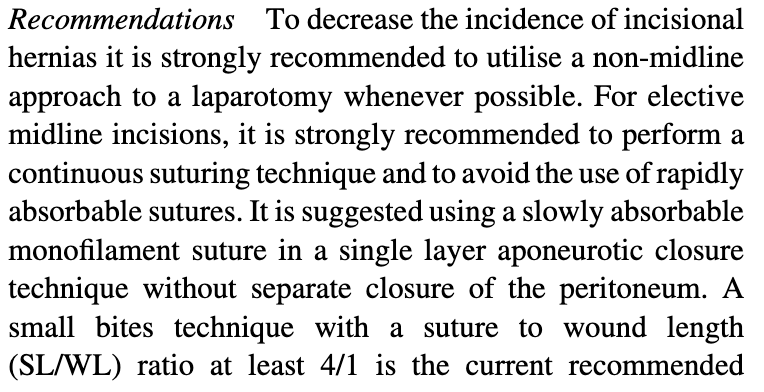 Recommendations To decrease the incidence of incisional
hernias it is strongly recommended to utilise a non-midline
approach to a laparotomy whenever possible. For elective
midline incisions, it is strongly recommended to perform a
continuous suturing technique and to avoid the use of rapidly
absorbable sutures. It is suggested using a slowly absorbable
monofilament suture in a single layer aponeurotic closure
technique without separate closure of the peritoneum. A
small bites technique with a suture to wound length
(SL/WL) ratio at least 4/1 is the current recommended